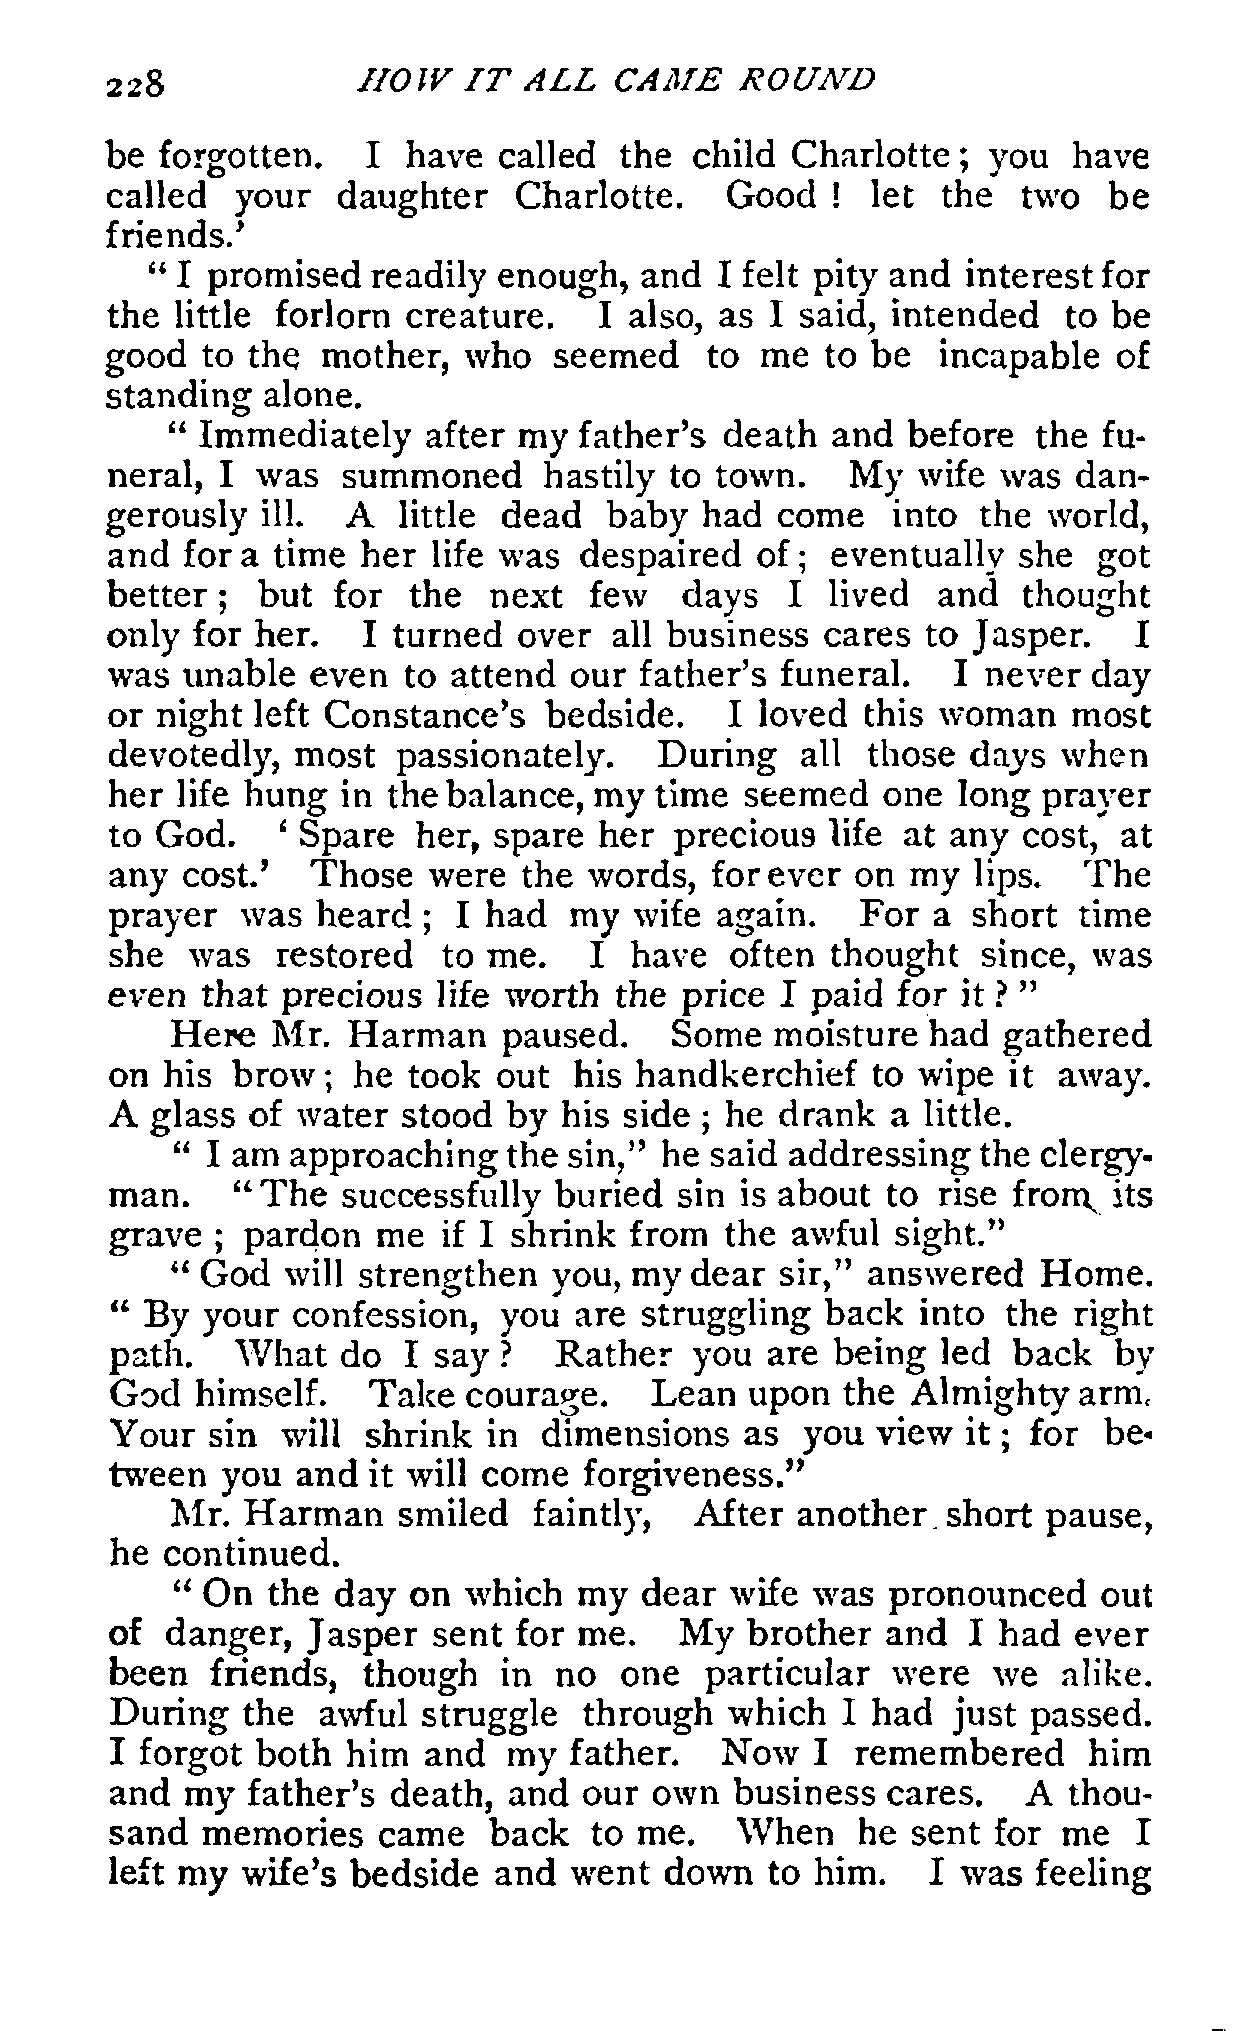 228 HOW IT ALL CAME ROUND
be forgotten. I have called the child Charlotte; you have
called your daughter Charlotte. Good! let the two be
friends.'
" I promised readily enough, and I felt pity and interest for
the little forlorn creature. I also, as I said, intended to be
good to the mother, who seemed to me to be incapable of
standing alone.
" Immediately after my father's death and before the fu-
neral, I was summoned hastily to town. My wife was dan-
gerously ill. A little dead baby had come into the world,
and for a time her life was despaired of; eventually she got
better; but for the next few days I lived and thought
only for her. I turned over all business cares to Jasper. I
was unable even to attend our father's funeral. I never day
or night left Constance's bedside. I loved this woman most
devotedly, most passionately. During all those days when
her life hung in the balance, my time seemed one long prayer
to God. ' Spare her, spare her precious life at any cost, at
any cost.' Those were the words, for ever on my lips. The
prayer was heard; I had my wife again. For a short time
she was restored to me. I have often thought since, was
even that precious life worth the price I paid for it?"
Here Mr. Harman paused. Some moisture had gathered
on his brow; he took out his handkerchief to wipe it away.
A glass of water stood by his side; he drank a little.
" I am approaching the sin," he said addressing the clergy-
man. " The successfully buried sin is about to rise from its
grave; pardon me if I shrink from the awful sight."
" God will strengthen you, my dear sir," answered Home.
" By your confession, you are struggling back into the right
path. What do I say? Rather you are being led back by
God himself. Take courage. Lean upon the Almighty arm.
Your sin will shrink in dimensions as you view it; for be-
tween you and it will come forgiveness."
Mr. Harman smiled faintly, After another short pause,
he continued.
" On the day on which my dear wife was pronounced out
of danger, Jasper sent for me. My brother and I had ever
been friends, though in no one particular were we alike.
During the awful struggle through which I had just passed.
I forgot both him and my father. Now I remembered him
and my father's death, and our own business cares. A thou-
sand memories came back to me. When he sent for me I
left my wife's bedside and went down to him. I was feeling